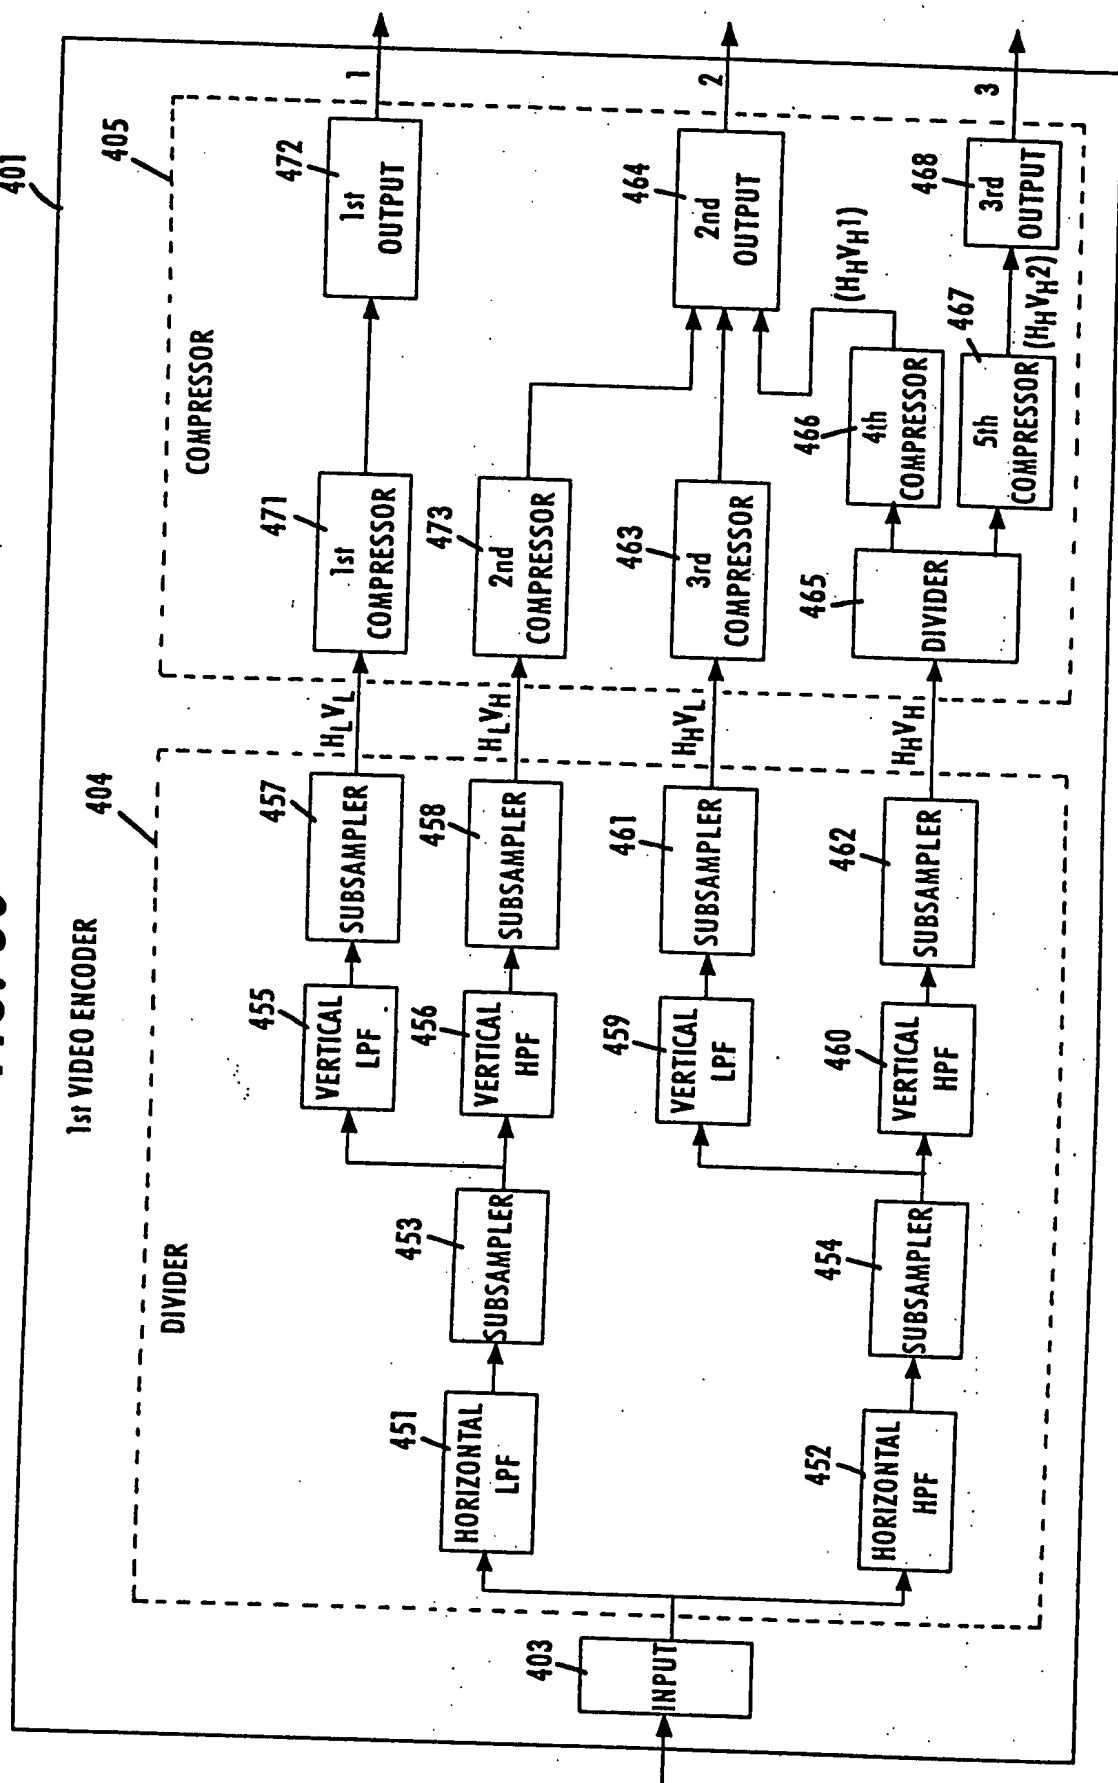 1st VIDEO ENCODER
401
DIVIDER
404
COMPRESSOR
405
403
INPUT
451
HORIZONTAL
LPF
452
HORIZONTAL
HPF
453
SUBSAMPLER
454
SUBSAMPLER
455
VERTICAL
LPF
456
VERTICAL
HPF
459
VERTICAL
LPF
460
VERTICAL
HPF
457
SUBSAMPLER
458
SUBSAMPLER
461
SUBSAMPLER
462
SUBSAMPLER
HLVL
HLVH
HHVL
HHVH
471
1st
COMPRESSOR
473
2nd
COMPRESSOR
463
3rd
COMPRESSOR
465
DIVIDER
466
4th
COMPRESSOR
467
5th
COMPRESSOR
(HHVH1)
(HHVH2)
472
1st
OUTPUT
464
2nd
OUTPUT
468
3rd
OUTPUT
1
2
3